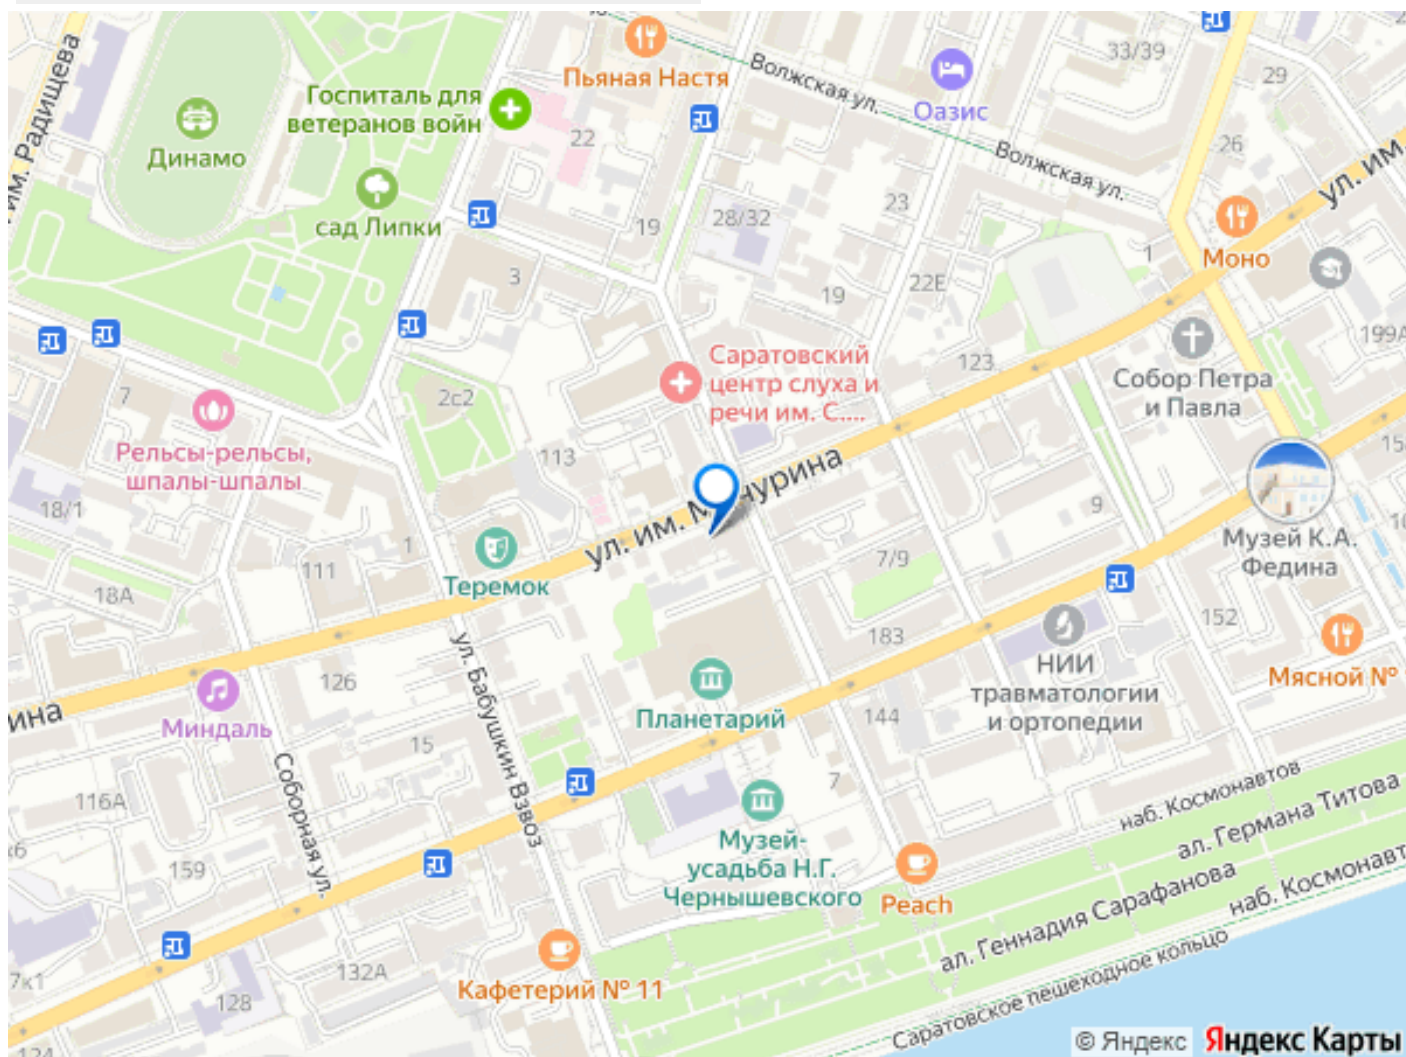 им. Радищева
Пьяная Настя
Волжская ул.
Оазис
33/39
29
Госпиталь для
ветеранов войн
22
Динамо
сад Липки
26
Волжская ул.
ул. им.
23
19
28/32
3
1
Моно
22Е
19
199А
Саратовский
центр слуха и
речи им. С....
123
Собор Петра
и Павла
7
2с2
Рельсы-рельсы,
шпалы-шпалы
113
15
18/1
9
Музей К.А.
Федина
1
Теремок
111
7/9
18А
152
183
НИИ
травматологии
и ортопедии
Мясной №
126
ул. Бабушкин Взвоз
Планетарий
ина
Миндаль
144
15
Соборная ул.
7
116А
наб. Космонавтов
ал. Германа Титова
Музей-
усадьба Н.Г.
Чернышевского
Peach
159
ал. Геннадия Сарафанова
наб. Космонавт
Саратовское пешеходное кольцо
7к1
132А
128
Кафетерий № 11
124
© Яндекс
Яндекс Карты